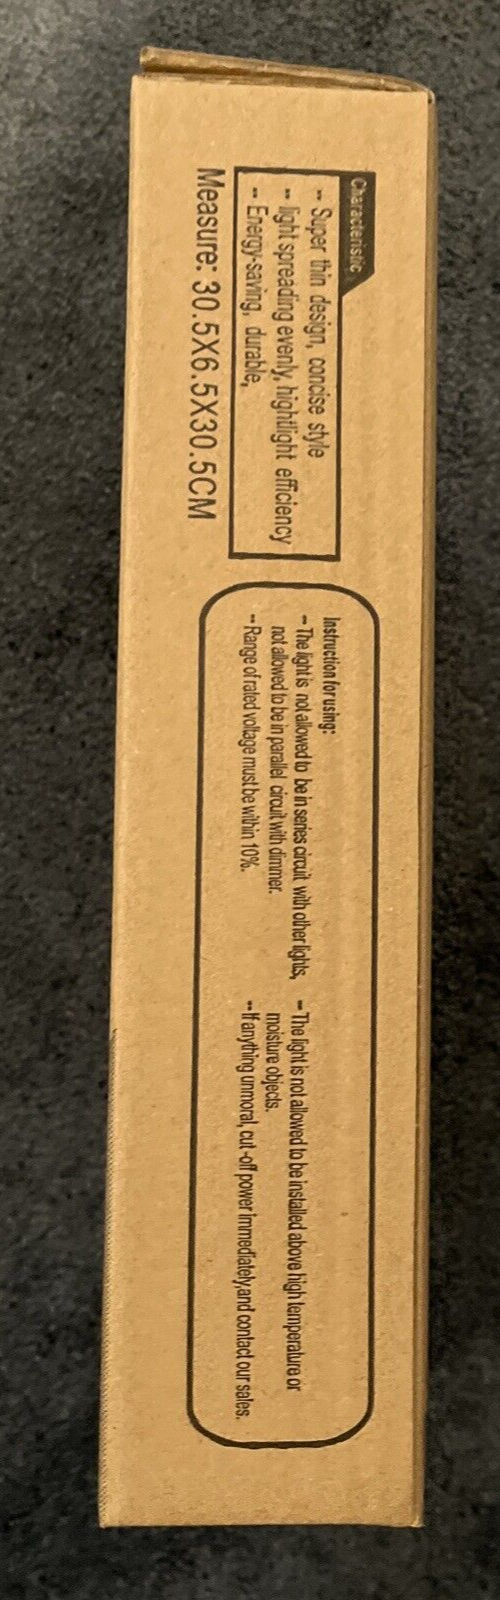 Characteristic
-- Super thin design, concise style
-- light spreading evenly, hightlight efficiency
-- Energy-saving, durable,
Measure: 30.5X6.5X30.5CM
Instruction for using:
-- The light is not allowed to be in series circuit with other lights,
not allowed to be in parallel circuit with dimmer.
-- Range of rated voltage must be within 10%.
-- The light is not allowed to be installed above high temperature or
moisture objects.
-- If anything unmoral, cut-off power immediately,and contact our sales.